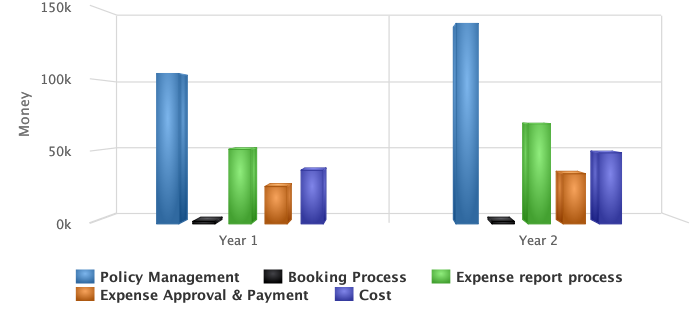 150k
100k
50k
0k
Money
Year 1
Year 2
Policy Management
Booking Process
Expense report process
Expense Approval & Payment
Cost